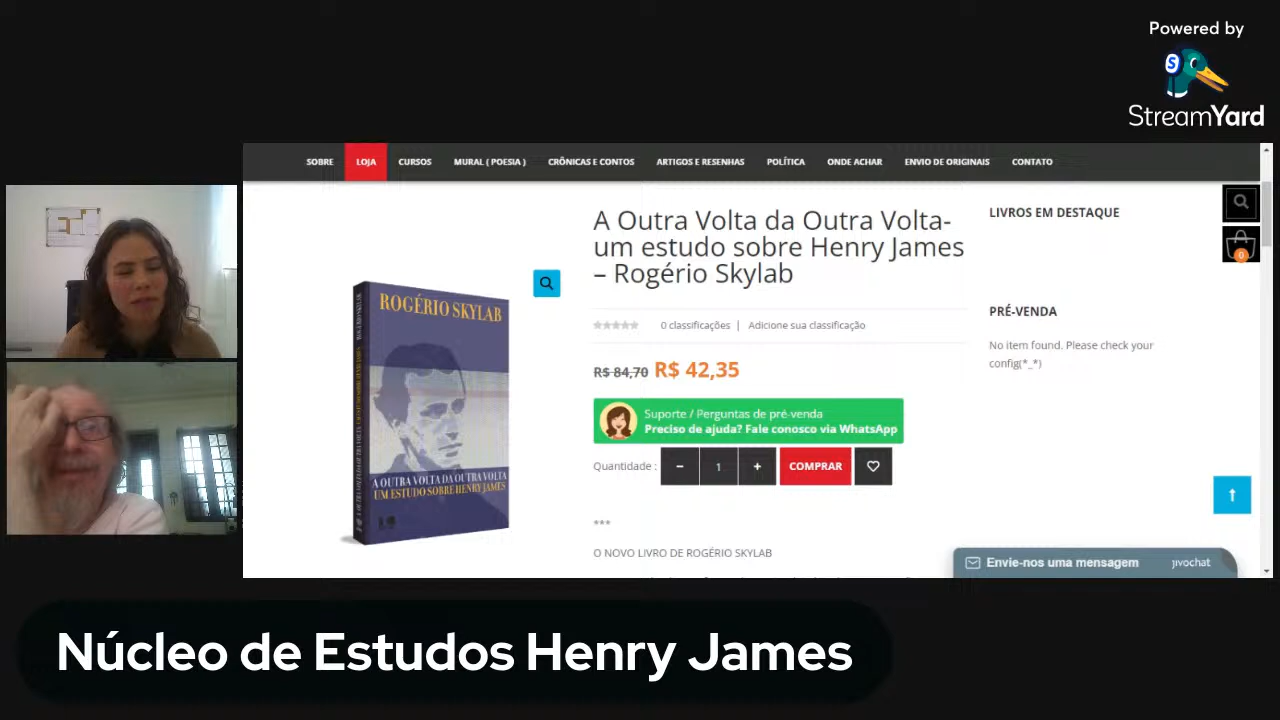 Powered by
StreamYard
SOBRE LOJA CURSOS MURAL ( POESIA ) CRÔNICAS E CONTOS ARTIGOS E RESENHAS POLÍTICA ONDE ACHAR ENVIO DE ORIGINAIS CONTATO
A Outra Volta da Outra Volta-
um estudo sobre Henry James
– Rogério Skylab
0 classificações | Adicione sua classificação
R$ 84,70 R$ 42,35
Suporte / Perguntas de pré-venda
Preciso de ajuda? Fale conosco via WhatsApp
Quantidade : − 1 + COMPRAR
***
O NOVO LIVRO DE ROGÉRIO SKYLAB
ROGÉRIO SKYLAB
A OUTRA VOLTA DA OUTRA VOLTA
UM ESTUDO SOBRE HENRY JAMES
LIVROS EM DESTAQUE
0
PRÉ-VENDA
No item found. Please check your
config(*_*)
Envie-nos uma mensagem jivochat
Núcleo de Estudos Henry James